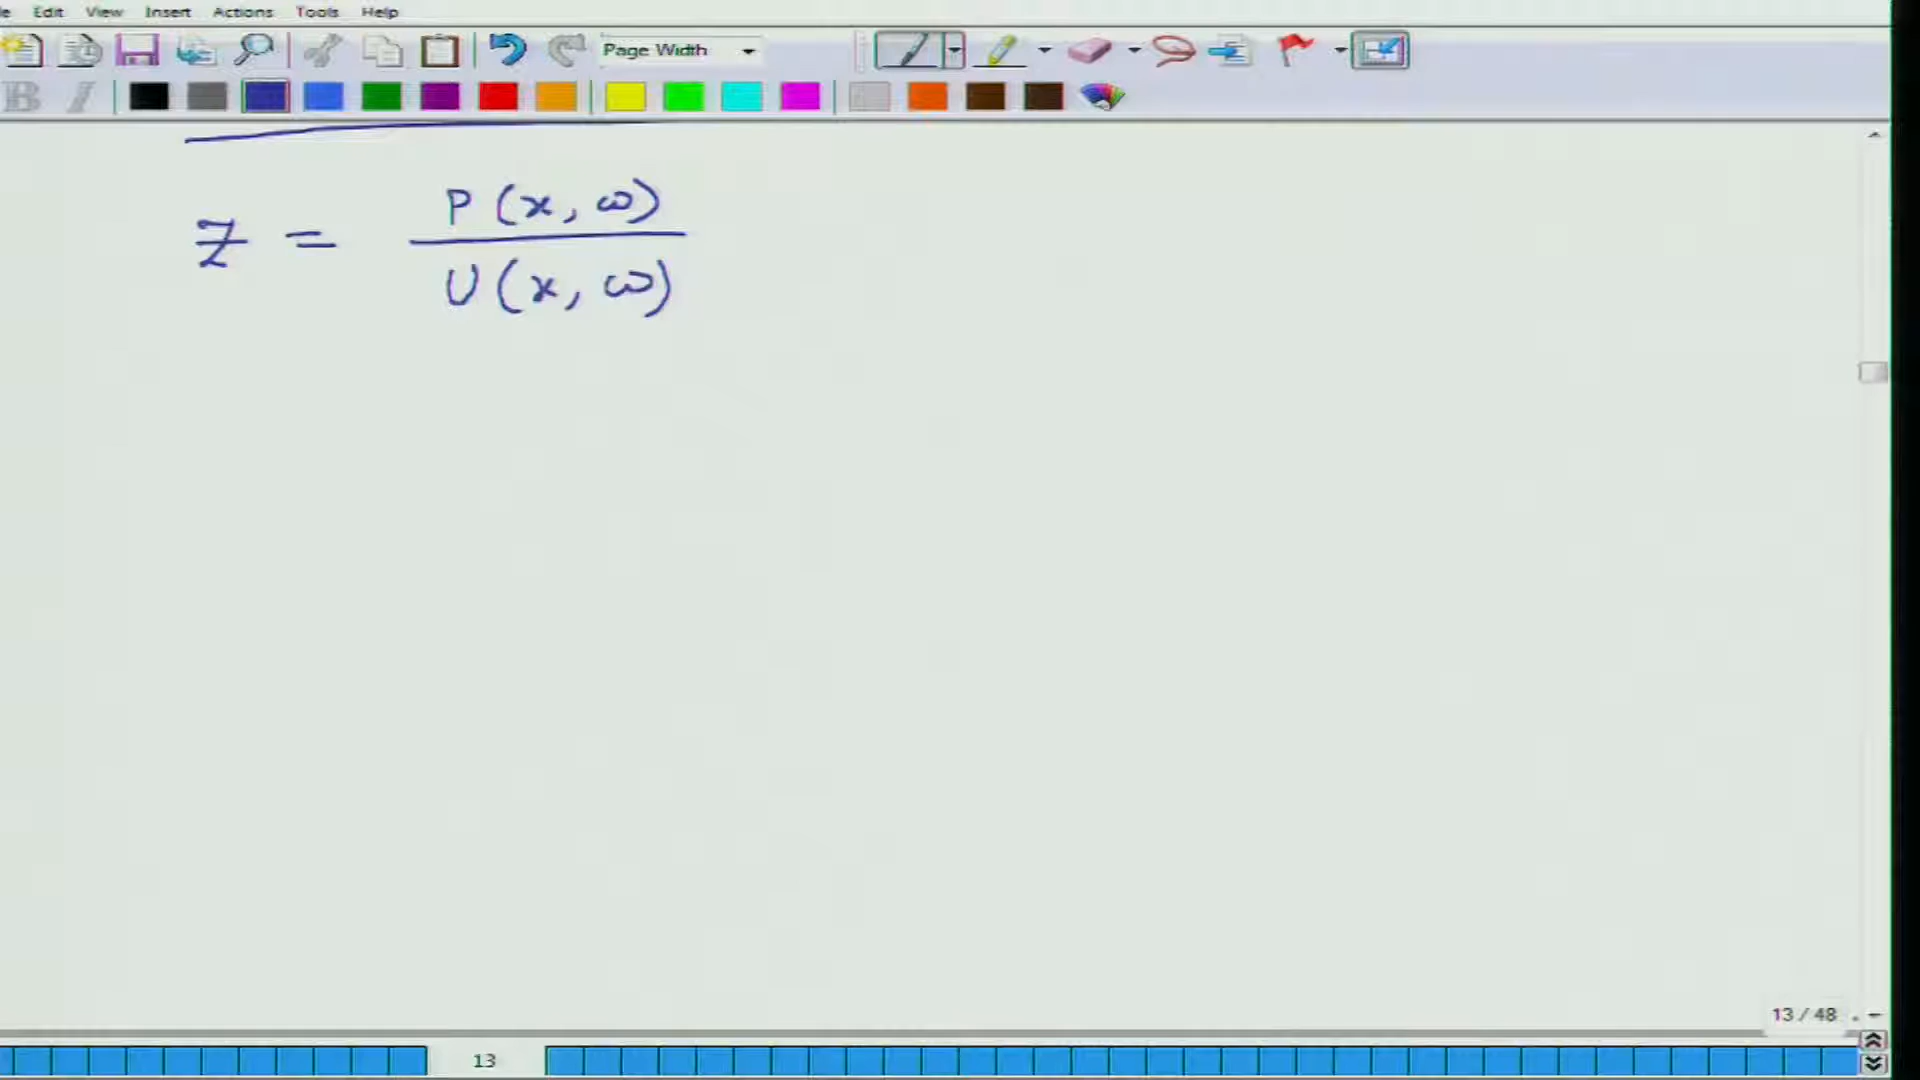 Edit View Insert Actions Tools Help
Page Width
B I
Z = P(x, ω) / U(x, ω)
13 / 48
13